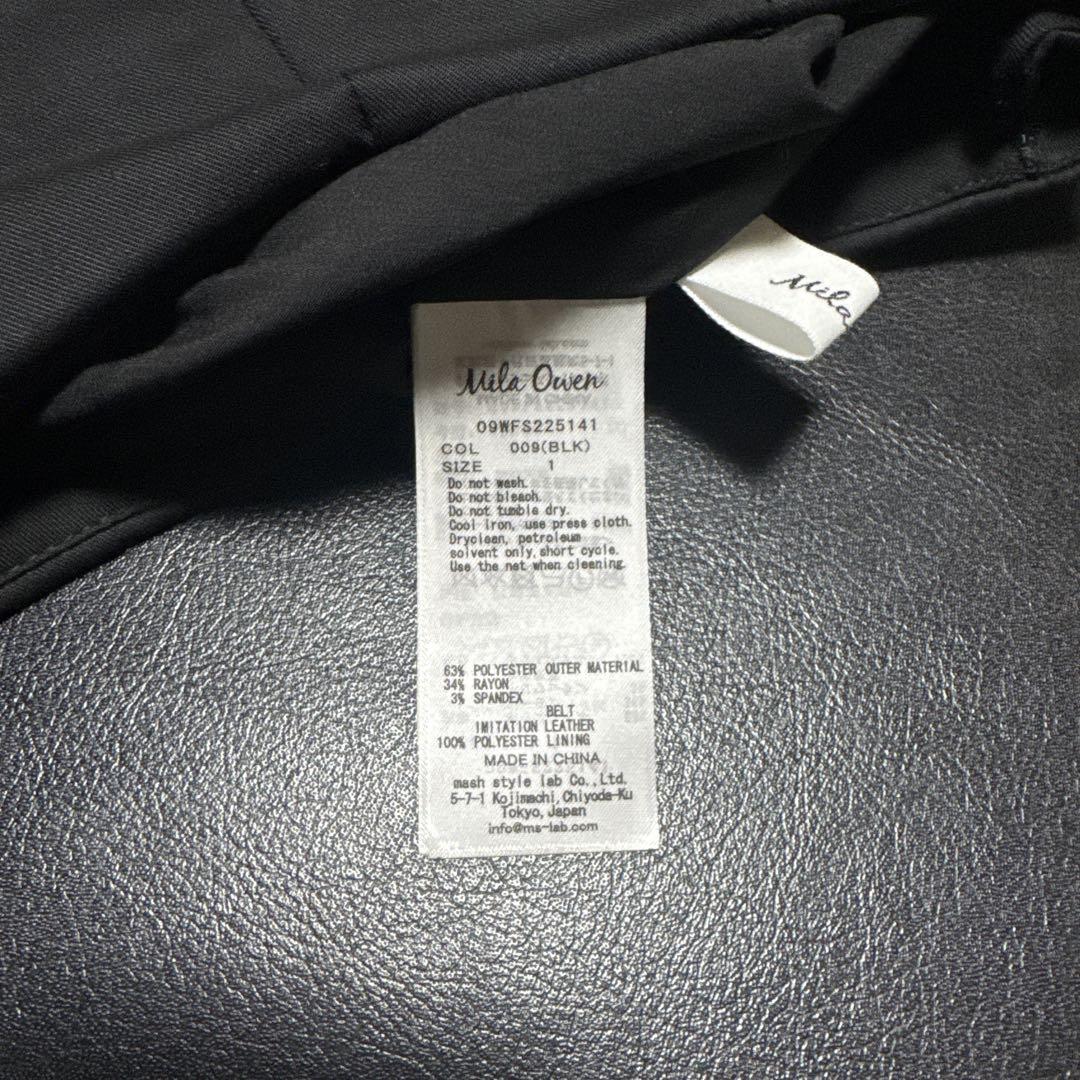 Mila
Mila Owen
09WFS225141
COL 009(BLK)
SIZE 1
Do not wash.
Do not bleach.
Do not tumble dry.
Cool iron, use press cloth.
Dryclean, petroleum
solvent only, short cycle.
Use the net when cleaning.
63% POLYESTER OUTER MATERIAL
34% RAYON
3% SPANDEX
BELT
IMITATION LEATHER
100% POLYESTER LINING
MADE IN CHINA
mash style lab Co., Ltd.
5-7-1 Kojimachi, Chiyoda-Ku
Tokyo, Japan
info@ms-lab.com